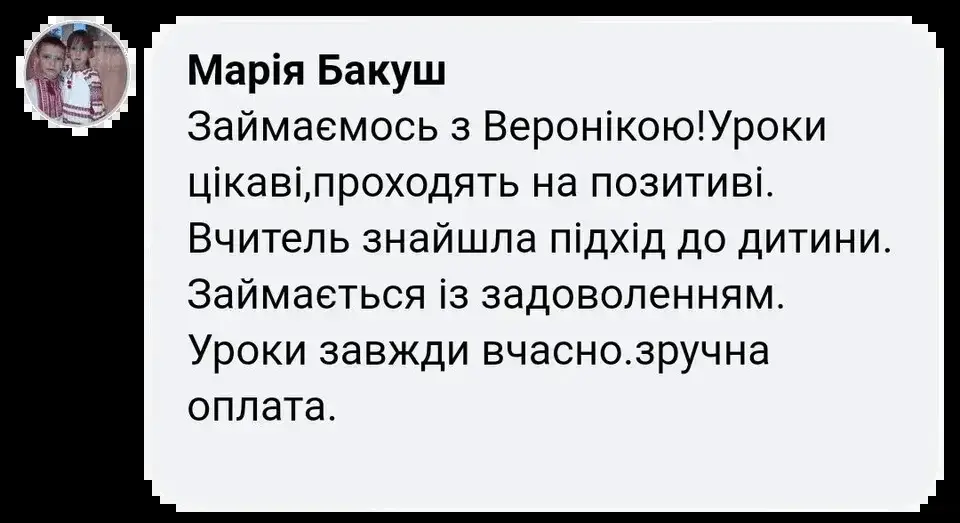 Марія Бакуш
Займаємось з Веронікою!Уроки
цікаві,проходять на позитиві.
Вчитель знайшла підхід до дитини.
Займається із задоволенням.
Уроки завжди вчасно.зручна
оплата.